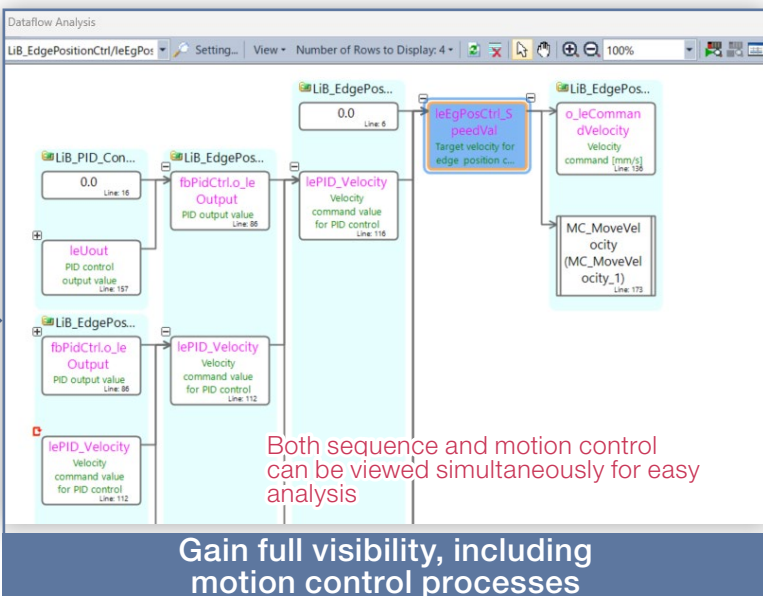 Dataflow Analysis
LiB_EdgePositionCtrl/leEgPos
Setting...
View
Number of Rows to Display: 4
100%
LiB_EdgePos...
0.0
Line: 6
leEgPosCtrl_S
peedVal
Target velocity for
edge position c...
LiB_EdgePos...
o_leComman
dVelocity
Velocity
command [mm/s]
Line: 136
LiB_PID_Con...
0.0
Line: 16
LiB_EdgePos...
fbPidCtrl.o_le
Output
PID output value
Line: 86
lePID_Velocity
Velocity
command value
for PID control
Line: 116
MC_MoveVel
ocity
(MC_MoveVel
ocity_1)
Line: 173
leUout
PID control
output value
Line: 157
LiB_EdgePos...
fbPidCtrl.o_le
Output
PID output value
Line: 86
lePID_Velocity
Velocity
command value
for PID control
Line: 112
lePID_Velocity
Velocity
command value
for PID control
Line: 112
Both sequence and motion control
can be viewed simultaneously for easy
analysis
Gain full visibility, including
motion control processes